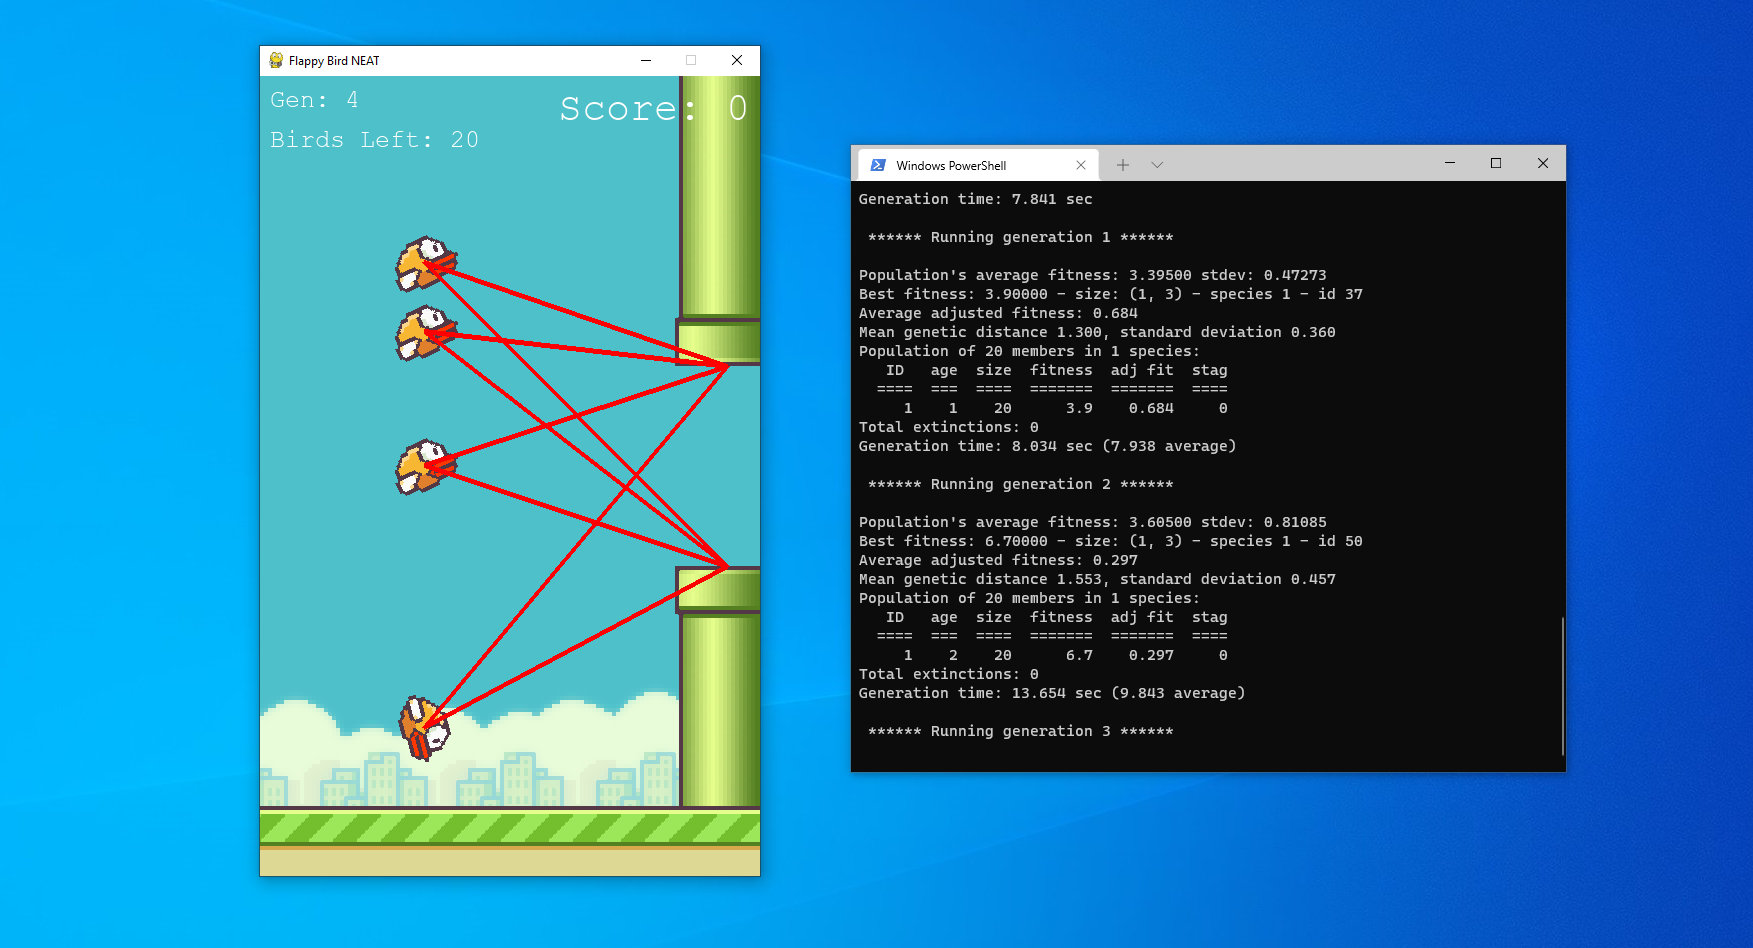 Flappy Bird NEAT
Gen: 4
Score: 0
Birds Left: 20
Windows PowerShell
Generation time: 7.841 sec
****** Running generation 1 ******
Population's average fitness: 3.39500 stdev: 0.47273
Best fitness: 3.90000 - size: (1, 3) - species 1 - id 37
Average adjusted fitness: 0.684
Mean genetic distance 1.300, standard deviation 0.360
Population of 20 members in 1 species:
ID age size fitness adj fit stag
==== === ==== ======= ======= ====
1 1 20 3.9 0.684 0
Total extinctions: 0
Generation time: 8.034 sec (7.938 average)
****** Running generation 2 ******
Population's average fitness: 3.60500 stdev: 0.81085
Best fitness: 6.70000 - size: (1, 3) - species 1 - id 50
Average adjusted fitness: 0.297
Mean genetic distance 1.553, standard deviation 0.457
Population of 20 members in 1 species:
ID age size fitness adj fit stag
==== === ==== ======= ======= ====
1 2 20 6.7 0.297 0
Total extinctions: 0
Generation time: 13.654 sec (9.843 average)
****** Running generation 3 ******